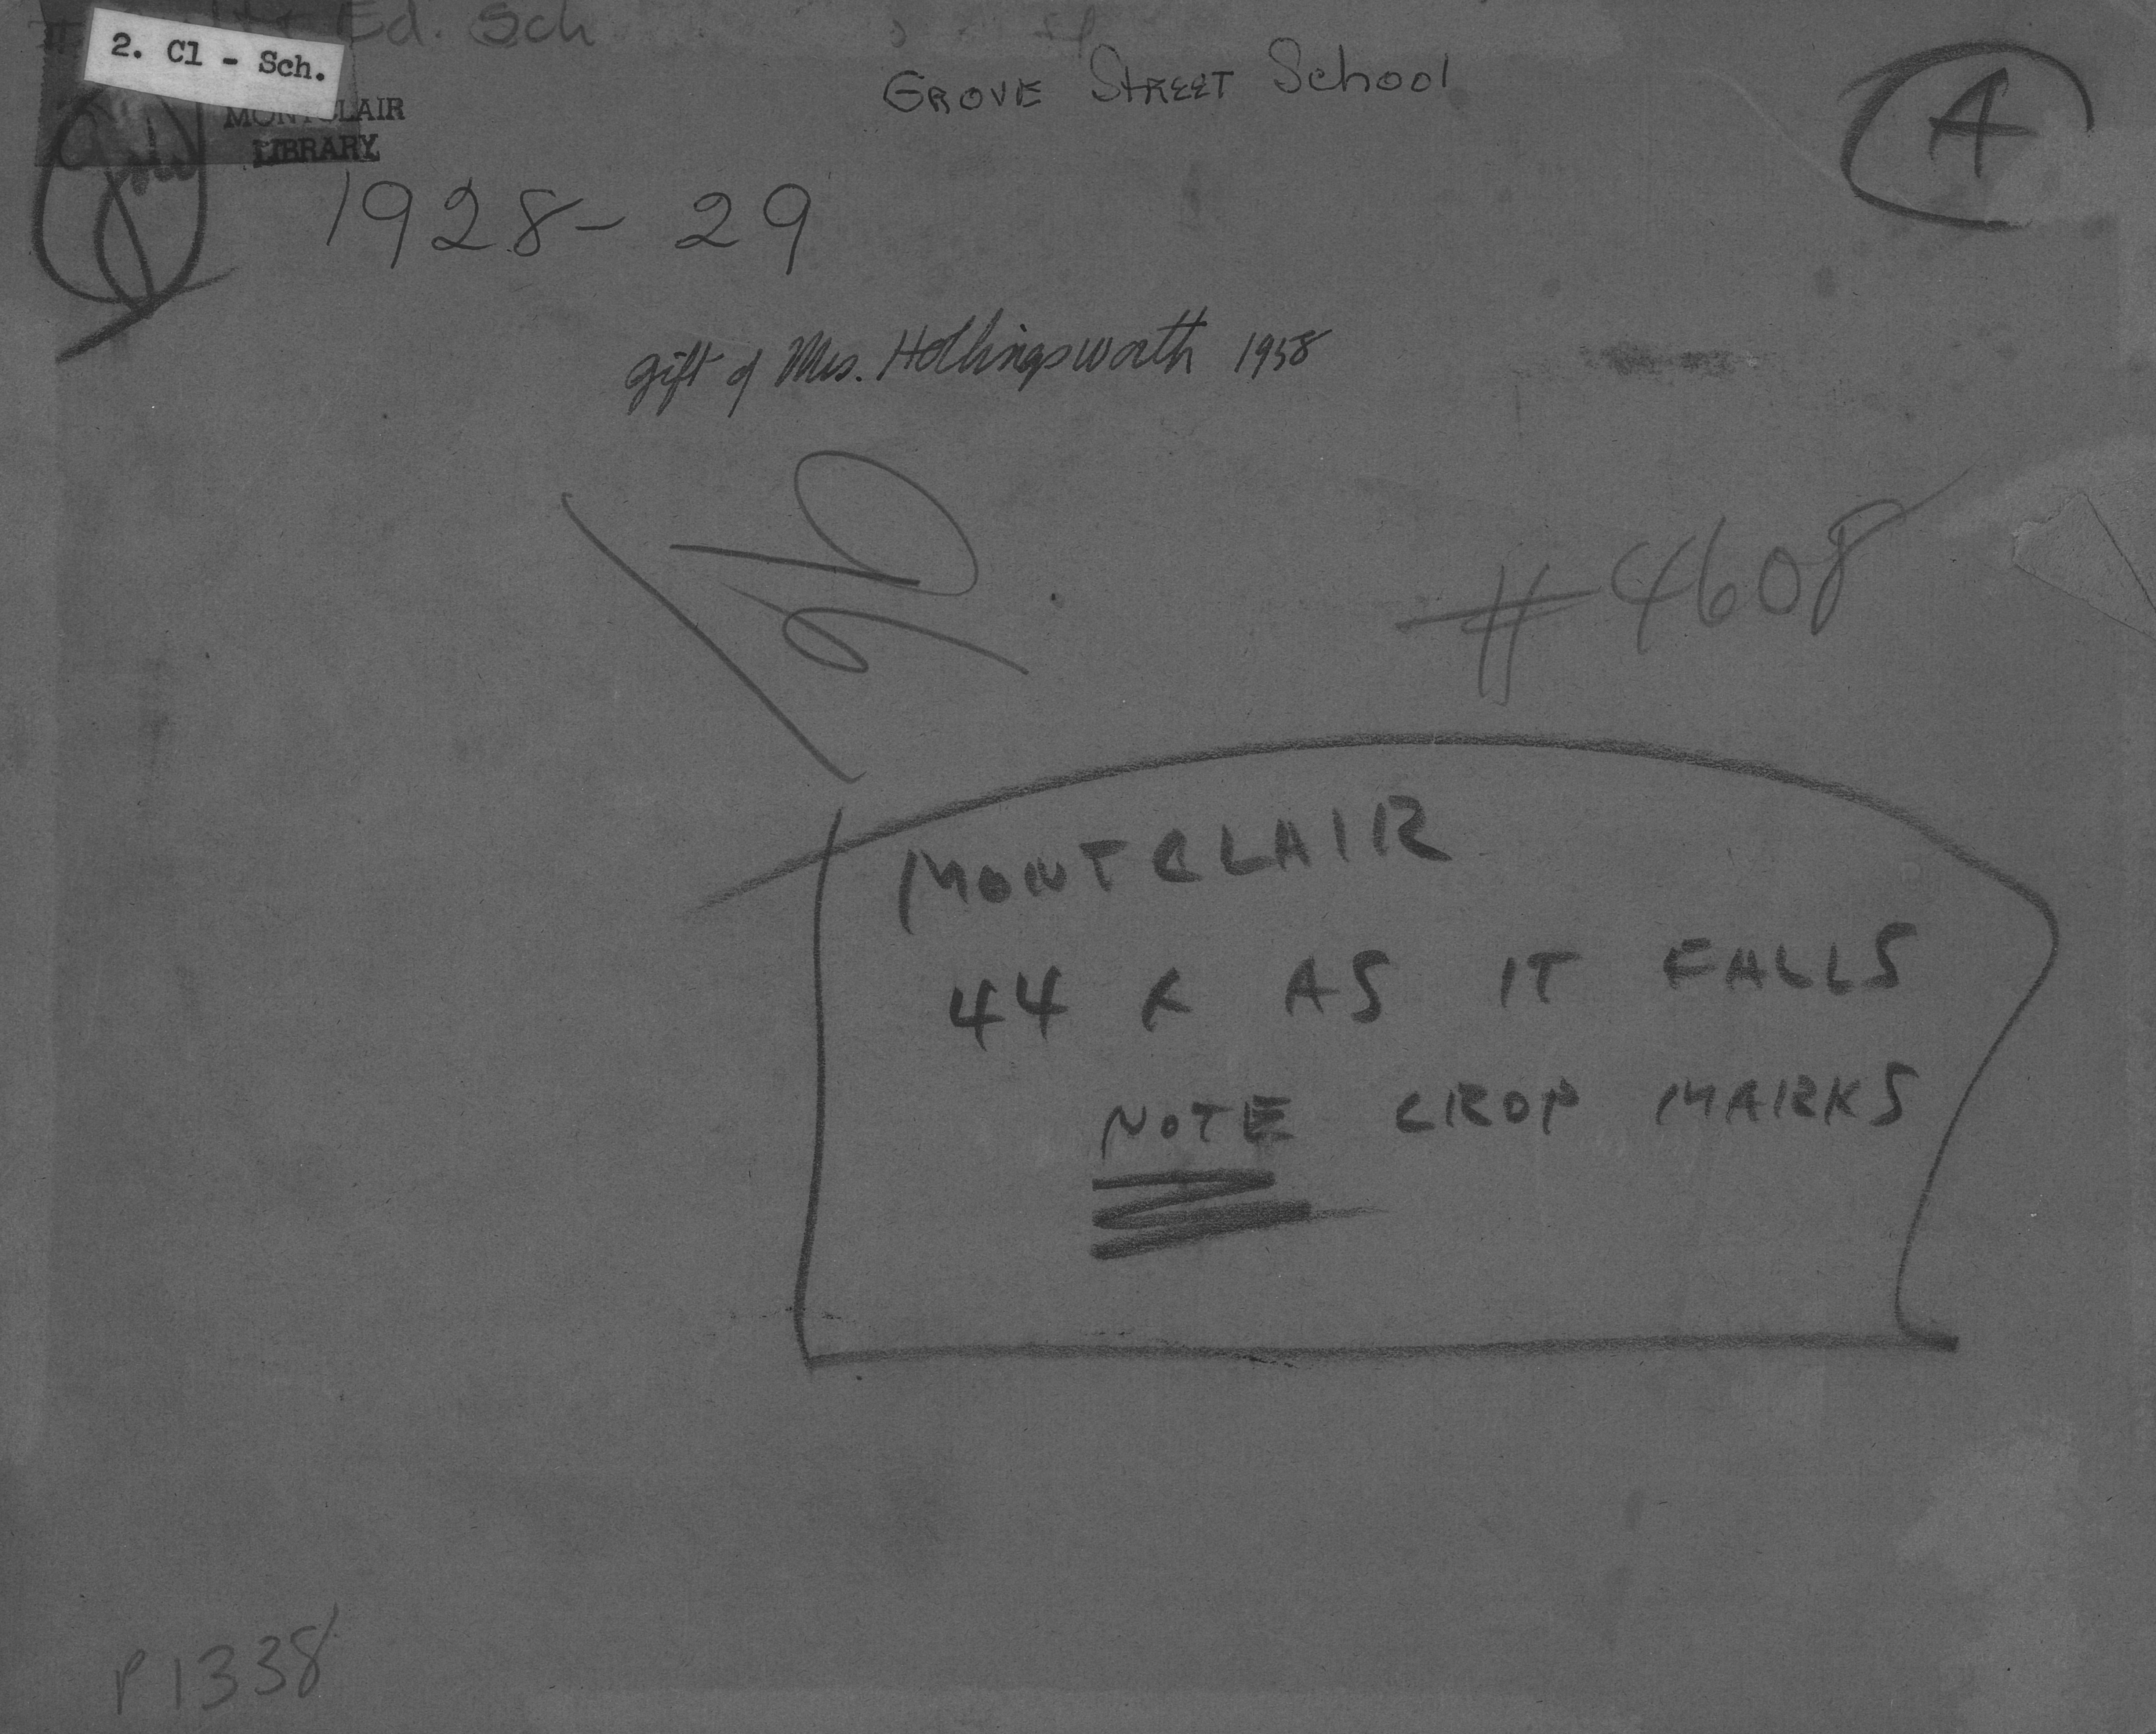 Ed. Sch
2. Cl - Sch.
GROVE STREET School
A
MONTCLAIR
LIBRARY
1928-29
gift of Mrs. Hollingsworth 1958
#4608
MONTCLAIR
44 X AS IT FALLS
NOTE CROP MARKS
P1338